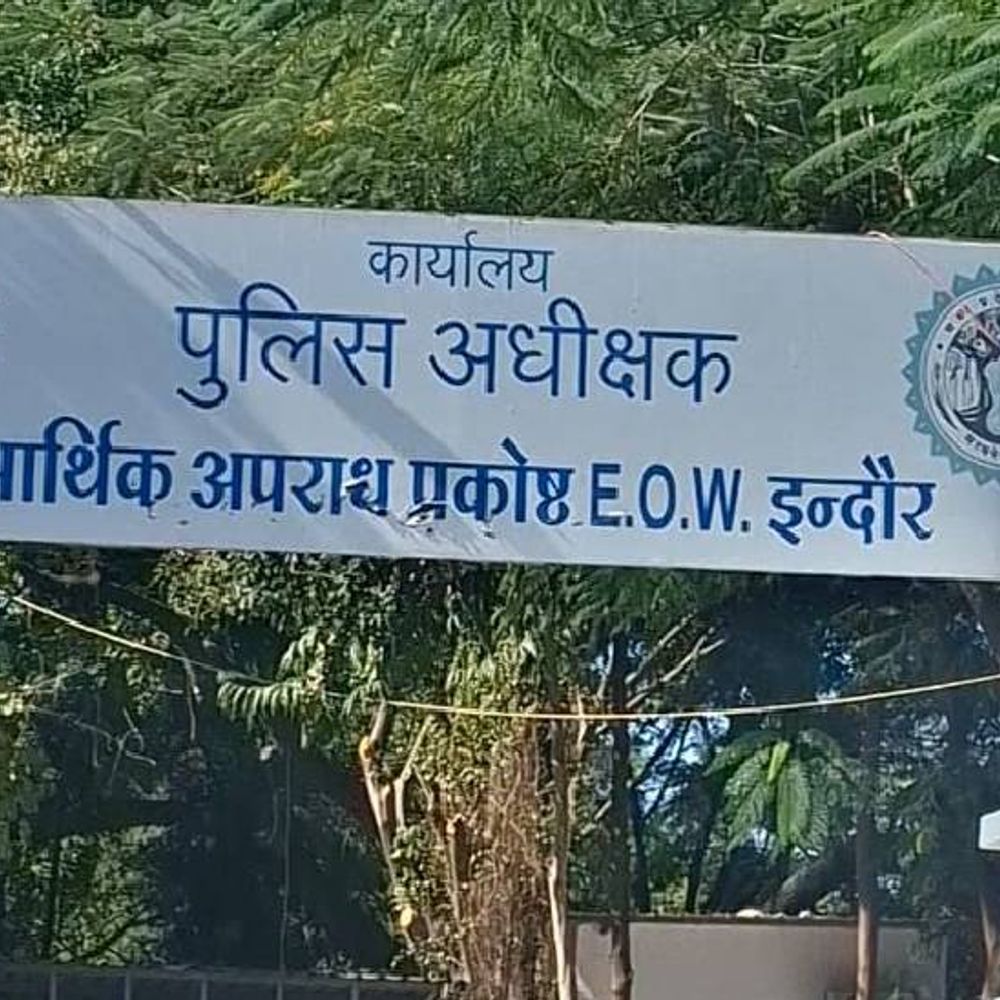 कार्यालय
पुलिस अधीक्षक
आर्थिक अपराध प्रकोष्ठ E.O.W. इन्दौर